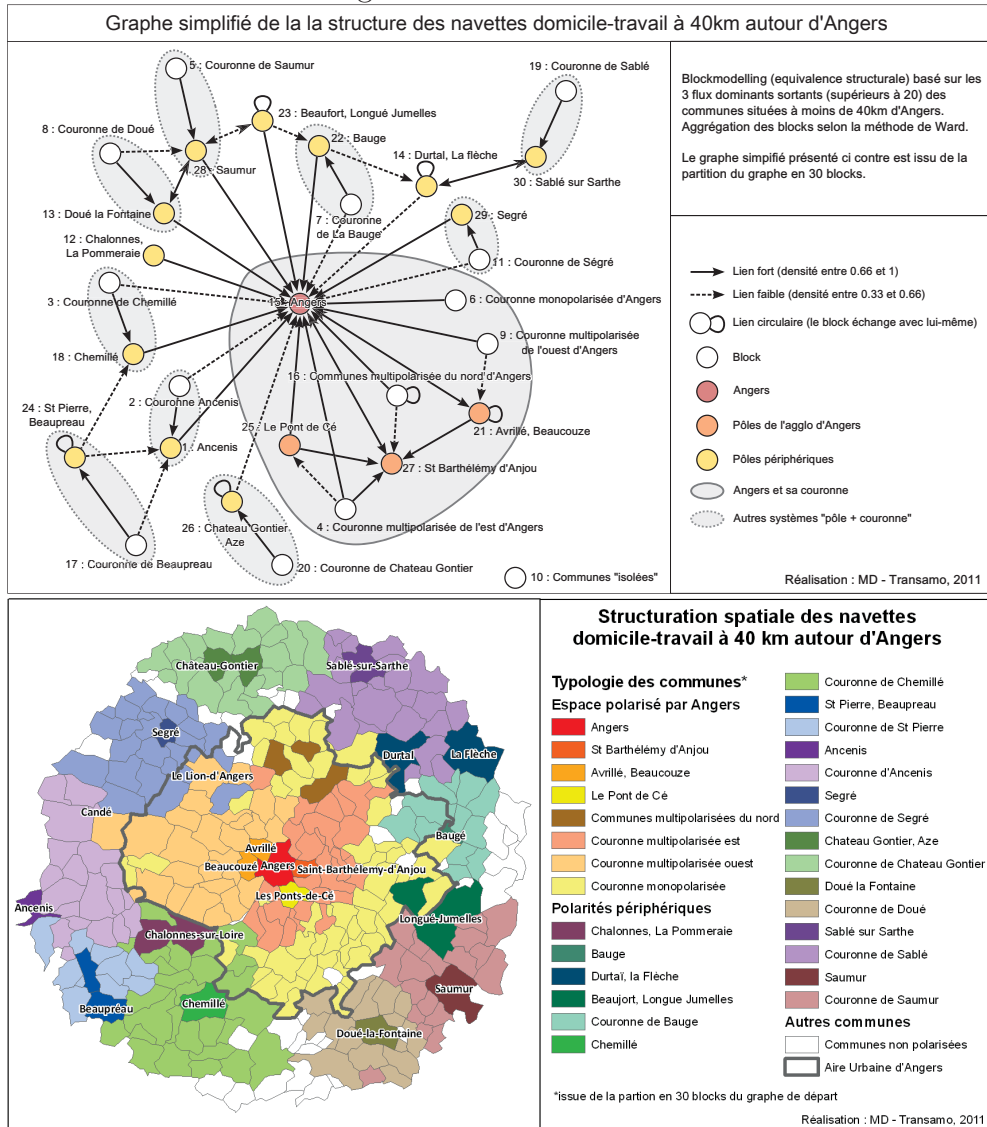 Graphe simplifié de la la structure des navettes domicile-travail à 40km autour d'Angers
5 : Couronne de Saumur
19 : Couronne de Sablé
23 : Beaufort, Longué Jumelles
8 : Couronne de Doué
22 : Bauge
14 : Durtal, La flèche
28 : Saumur
30 : Sablé sur Sarthe
13 : Doué la Fontaine
7 : Couronne
de La Bauge
29 : Segré
12 : Chalonnes,
La Pommeraie
11 : Couronne de Ségré
3 : Couronne de Chemillé
15 : Angers
6 : Couronne monopolarisée d'Angers
9 : Couronne multipolarisée
de l'ouest d'Angers
18 : Chemillé
16 : Communes multipolarisée du nord d'Angers
2 : Couronne Ancenis
24 : St Pierre,
Beaupreau
25 : Le Pont de Cé
21 : Avrillé, Beaucouze
1 : Ancenis
27 : St Barthélémy d'Anjou
26 : Chateau Gontier
Aze
4 : Couronne multipolarisée de l'est d'Angers
17 : Couronne de Beaupreau
20 : Couronne de Chateau Gontier
10 : Communes "isolées"
Blockmodelling (equivalence structurale) basé sur les
3 flux dominants sortants (supérieurs à 20) des
communes situées à moins de 40km d'Angers.
Aggrégation des blocks selon la méthode de Ward.
Le graphe simplifié présenté ci contre est issu de la
partition du graphe en 30 blocks.
Lien fort (densité entre 0.66 et 1)
Lien faible (densité entre 0.33 et 0.66)
Lien circulaire (le block échange avec lui-même)
Block
Angers
Pôles de l'agglo d'Angers
Pôles périphériques
Angers et sa couronne
Autres systèmes "pôle + couronne"
Réalisation : MD - Transamo, 2011
Château-Gontier
Sablé-sur-Sarthe
Segré
Durtal
La Flèche
Le Lion-d'Angers
Candé
Baugé
Avrillé
Beaucouzé
Angers
Saint-Barthélemy-d'Anjou
Les Ponts-de-Cé
Ancenis
Longué-Jumelles
Chalonnes-sur-Loire
Saumur
Chemillé
Beaupréau
Doué-la-Fontaine
Structuration spatiale des navettes
domicile-travail à 40 km autour d'Angers
Typologie des communes*
Espace polarisé par Angers
Angers
St Barthélémy d'Anjou
Avrillé, Beaucouze
Le Pont de Cé
Communes multipolarisées du nord
Couronne multipolarisée est
Couronne multipolarisée ouest
Couronne monopolarisée
Polarités périphériques
Chalonnes, La Pommeraie
Bauge
Durtaï, la Flèche
Beaujort, Longue Jumelles
Couronne de Bauge
Chemillé
Couronne de Chemillé
St Pierre, Beaupreau
Couronne de St Pierre
Ancenis
Couronne d'Ancenis
Segré
Couronne de Segré
Chateau Gontier, Aze
Couronne de Chateau Gontier
Doué la Fontaine
Couronne de Doué
Sablé sur Sarthe
Couronne de Sablé
Saumur
Couronne de Saumur
Autres communes
Communes non polarisées
Aire Urbaine d'Angers
*issue de la partion en 30 blocks du graphe de départ
Réalisation : MD - Transamo, 2011